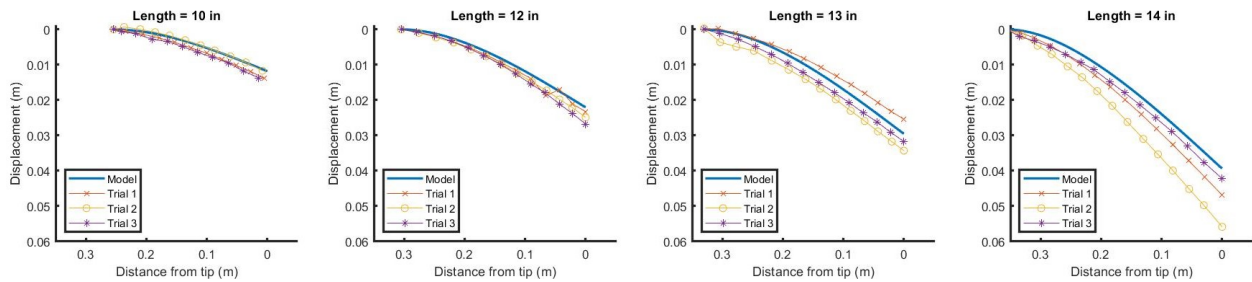 Length = 10 in
Displacement (m)
0
0.01
0.02
0.03
0.04
0.05
0.06
Model
Trial 1
Trial 2
Trial 3
0.3 0.2 0.1 0
Distance from tip (m)
Length = 12 in
Displacement (m)
0
0.01
0.02
0.03
0.04
0.05
0.06
Model
Trial 1
Trial 2
Trial 3
0.3 0.2 0.1 0
Distance from tip (m)
Length = 13 in
Displacement (m)
0
0.01
0.02
0.03
0.04
0.05
0.06
Model
Trial 1
Trial 2
Trial 3
0.3 0.2 0.1 0
Distance from tip (m)
Length = 14 in
Displacement (m)
0
0.01
0.02
0.03
0.04
0.05
0.06
Model
Trial 1
Trial 2
Trial 3
0.3 0.2 0.1 0
Distance from tip (m)